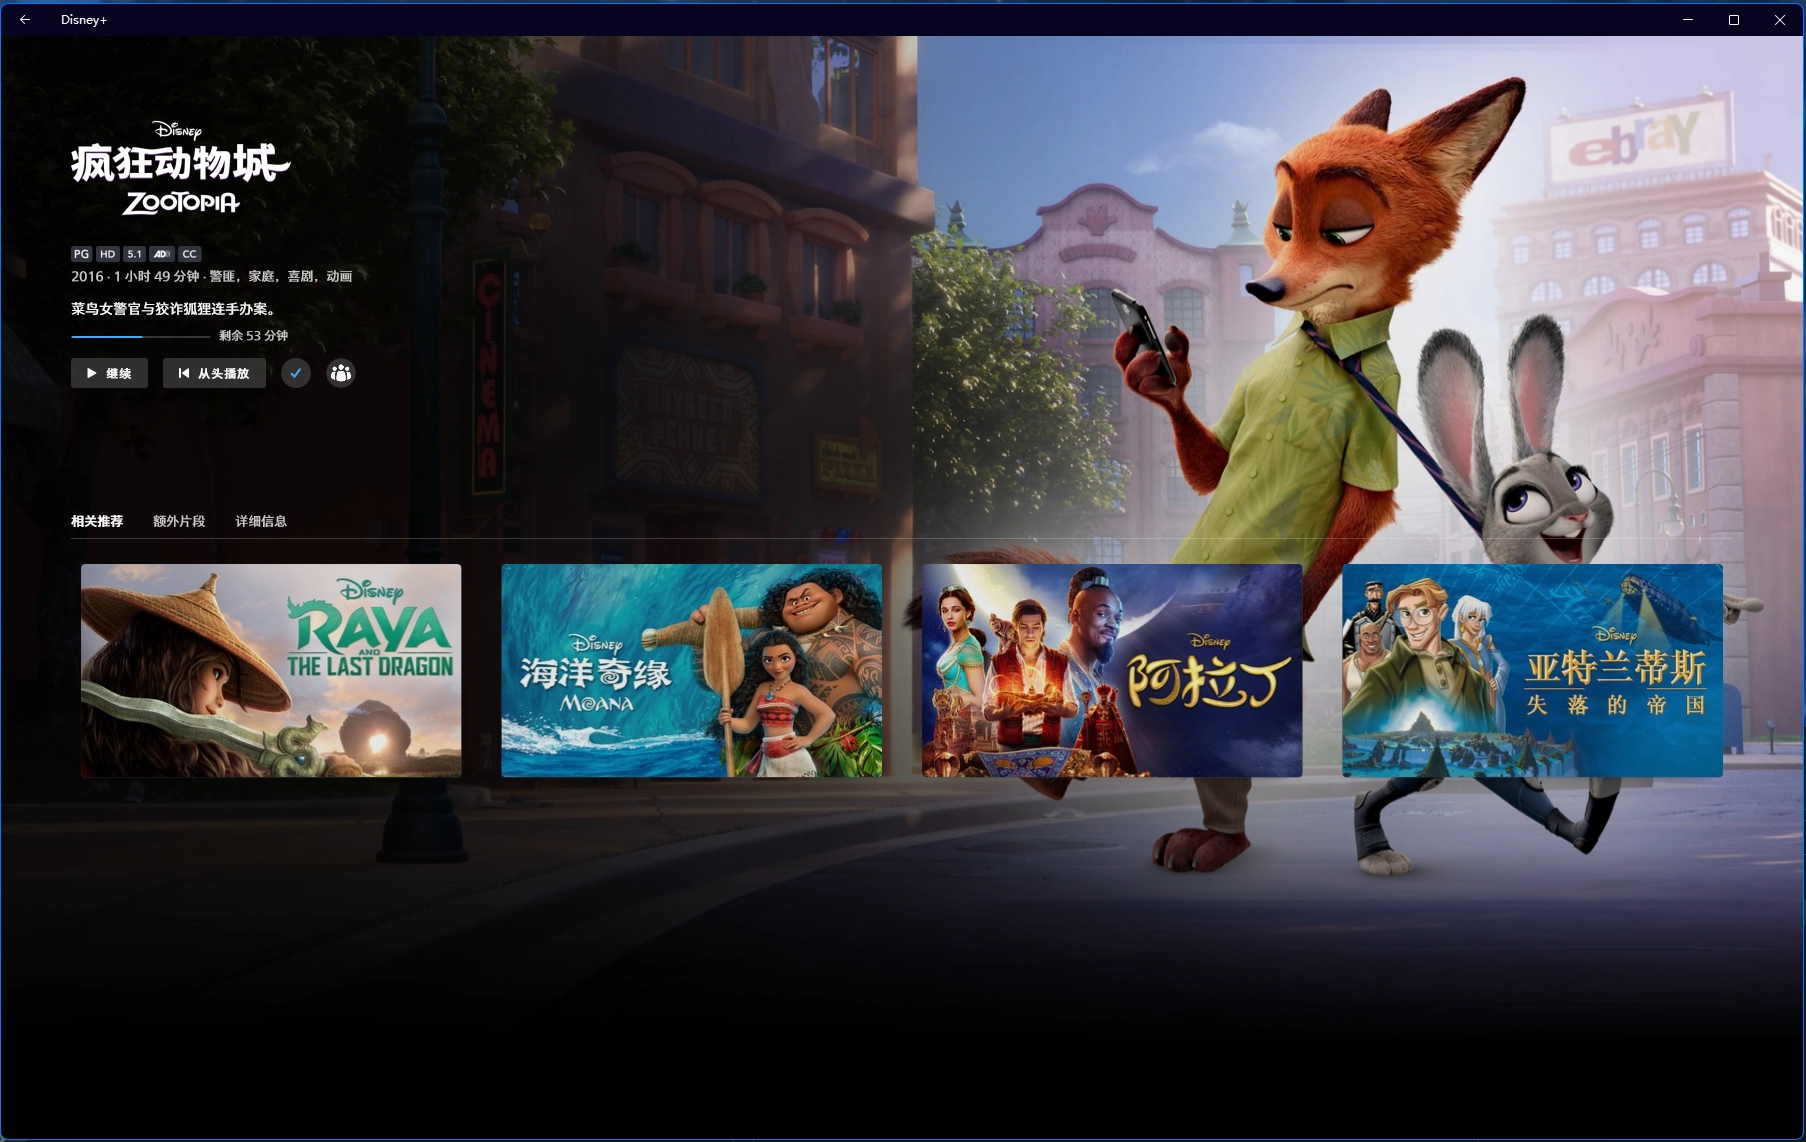 Disney+
Disney
疯狂动物城
ZOOTOPIA
PG HD 5.1 AD CC
2016 · 1 小时 49 分钟 · 警匪，家庭，喜剧，动画
菜鸟女警官与狡诈狐狸连手办案。
剩余 53 分钟
继续 从头播放
ebray
CINEMA
HAYSEED
PENNEY
相关推荐 额外片段 详细信息
Disney
RAYA
AND
THE LAST DRAGON
Disney
海洋奇缘
MOANA
Disney
阿拉丁
Disney
亚特兰蒂斯
失落的帝国